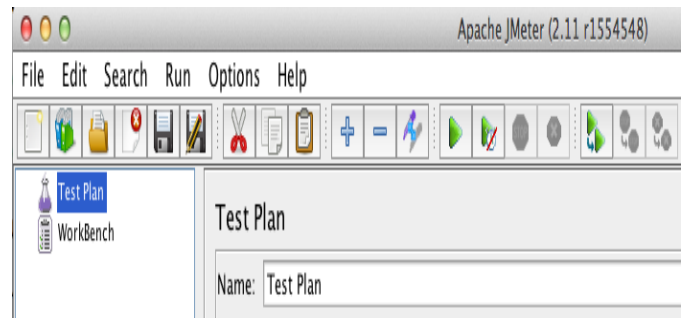 Apache JMeter (2.11 r1554548)
File Edit Search Run Options Help
Test Plan
WorkBench
Test Plan
Name: Test Plan